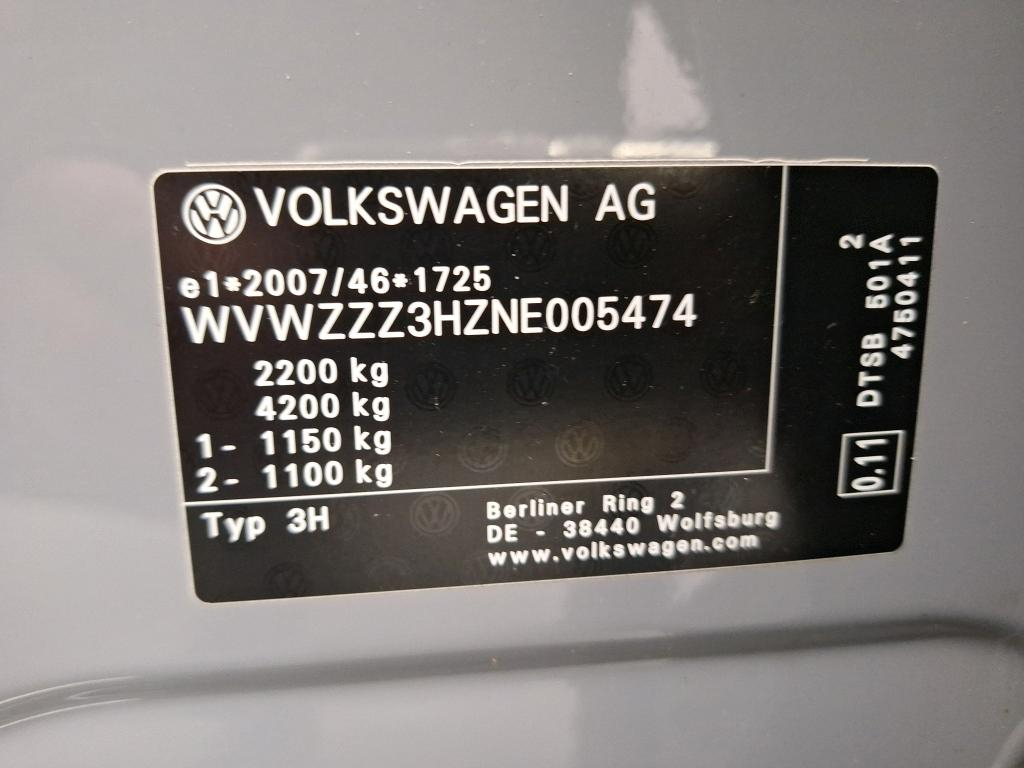 VOLKSWAGEN AG
e1*2007/46*1725
WVWZZZ3HZNE005474
2200 kg
4200 kg
1- 1150 kg
2- 1100 kg
Typ 3H
Berliner Ring 2
DE - 38440 Wolfsburg
www.volkswagen.com
0.11
DTSB 501A 2
4750411